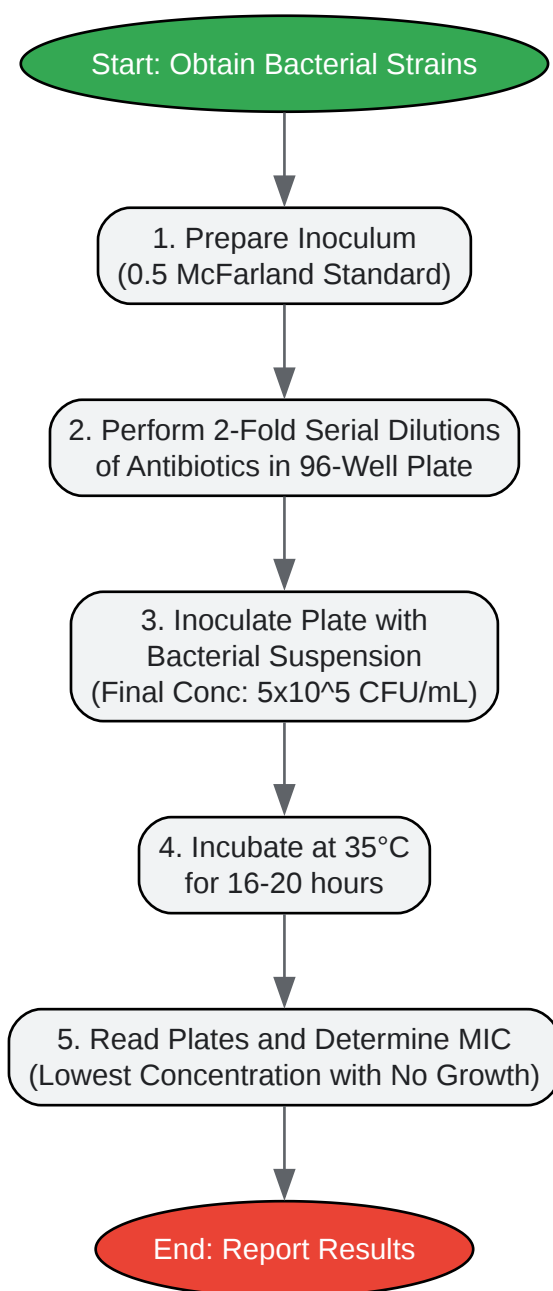 Start: Obtain Bacterial Strains
1. Prepare Inoculum
(0.5 McFarland Standard)
2. Perform 2-Fold Serial Dilutions
of Antibiotics in 96-Well Plate
3. Inoculate Plate with
Bacterial Suspension
(Final Conc: 5x10^5 CFU/mL)
4. Incubate at 35°C
for 16-20 hours
5. Read Plates and Determine MIC
(Lowest Concentration with No Growth)
End: Report Results